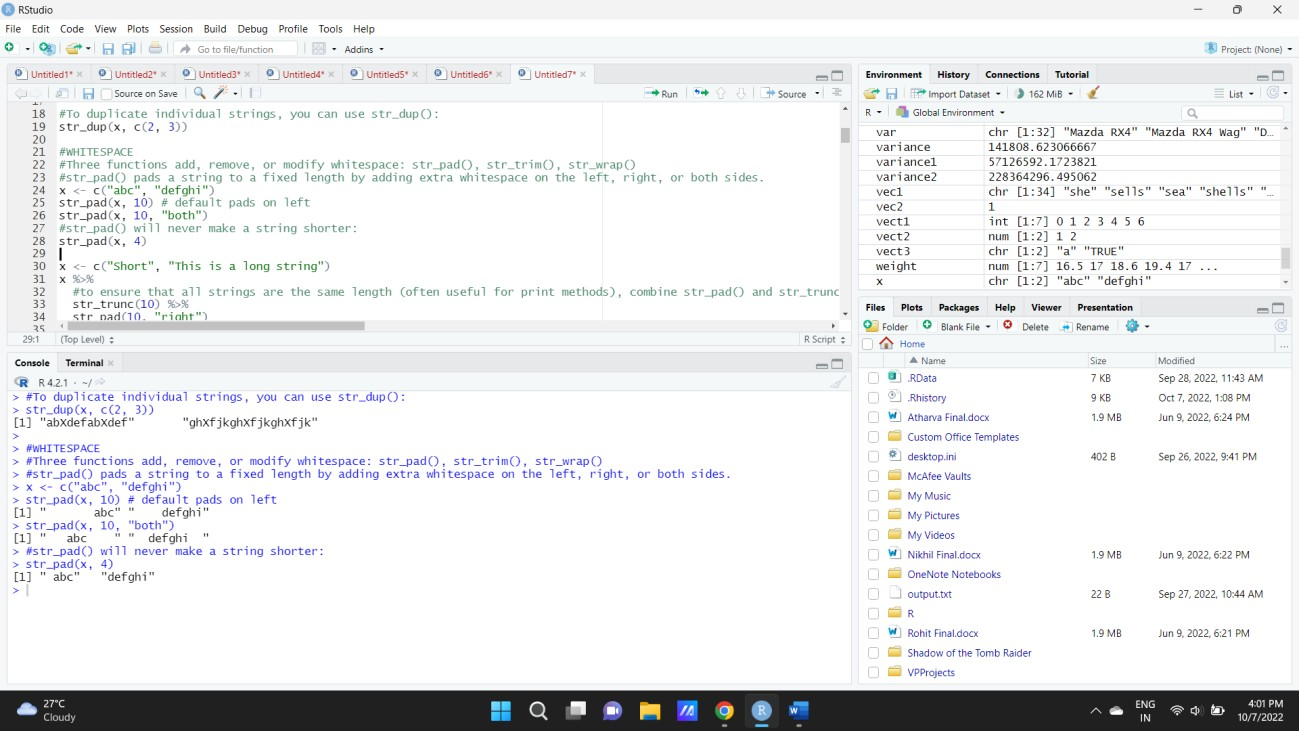 RStudio
File Edit Code View Plots Session Build Debug Profile Tools Help
Go to file/function Addins Project: (None)
Untitled1* Untitled2* Untitled3* Untitled4* Untitled5* Untitled6* Untitled7*
Source on Save Run Source
18 #To duplicate individual strings, you can use str_dup():
19 str_dup(x, c(2, 3))
20
21 #WHITESPACE
22 #Three functions add, remove, or modify whitespace: str_pad(), str_trim(), str_wrap()
23 #str_pad() pads a string to a fixed length by adding extra whitespace on the left, right, or both sides.
24 x <- c("abc", "defghi")
25 str_pad(x, 10) # default pads on left
26 str_pad(x, 10, "both")
27 #str_pad() will never make a string shorter:
28 str_pad(x, 4)
29
30 x <- c("Short", "This is a long string")
31 x %>%
32 #to ensure that all strings are the same length (often useful for print methods), combine str_pad() and str_trunc
33 str_trunc(10) %>%
34 str_pad(10, "right")
35
29:1 (Top Level) R Script
Console Terminal
R 4.2.1 · ~/
> #To duplicate individual strings, you can use str_dup():
> str_dup(x, c(2, 3))
[1] "abXdefabXdef" "ghXfjkghXfjkghXfjk"
>
> #WHITESPACE
> #Three functions add, remove, or modify whitespace: str_pad(), str_trim(), str_wrap()
> #str_pad() pads a string to a fixed length by adding extra whitespace on the left, right, or both sides.
> x <- c("abc", "defghi")
> str_pad(x, 10) # default pads on left
[1] "       abc" "    defghi"
> str_pad(x, 10, "both")
[1] "   abc    " "  defghi  "
> #str_pad() will never make a string shorter:
> str_pad(x, 4)
[1] " abc"   "defghi"
>
Environment History Connections Tutorial
Import Dataset 162 MiB List
R Global Environment
var chr [1:32] "Mazda RX4" "Mazda RX4 Wag" "D…
variance 141808.623066667
variance1 57126592.1723821
variance2 228364296.495062
vec1 chr [1:34] "she" "sells" "sea" "shells" "…
vec2 1
vect1 int [1:7] 0 1 2 3 4 5 6
vect2 num [1:2] 1 2
vect3 chr [1:2] "a" "TRUE"
weight num [1:7] 16.5 17 18.6 19.4 17 ...
x chr [1:2] "abc" "defghi"
Files Plots Packages Help Viewer Presentation
Folder Blank File Delete Rename
Home ...
Name Size Modified
.RData 7 KB Sep 28, 2022, 11:43 AM
.Rhistory 9 KB Oct 7, 2022, 1:08 PM
Atharva Final.docx 1.9 MB Jun 9, 2022, 6:24 PM
Custom Office Templates
desktop.ini 402 B Sep 26, 2022, 9:41 PM
McAfee Vaults
My Music
My Pictures
My Videos
Nikhil Final.docx 1.9 MB Jun 9, 2022, 6:22 PM
OneNote Notebooks
output.txt 22 B Sep 27, 2022, 10:44 AM
R
Rohit Final.docx 1.9 MB Jun 9, 2022, 6:21 PM
Shadow of the Tomb Raider
VPProjects
27°C
Cloudy
ENG
IN
4:01 PM
10/7/2022